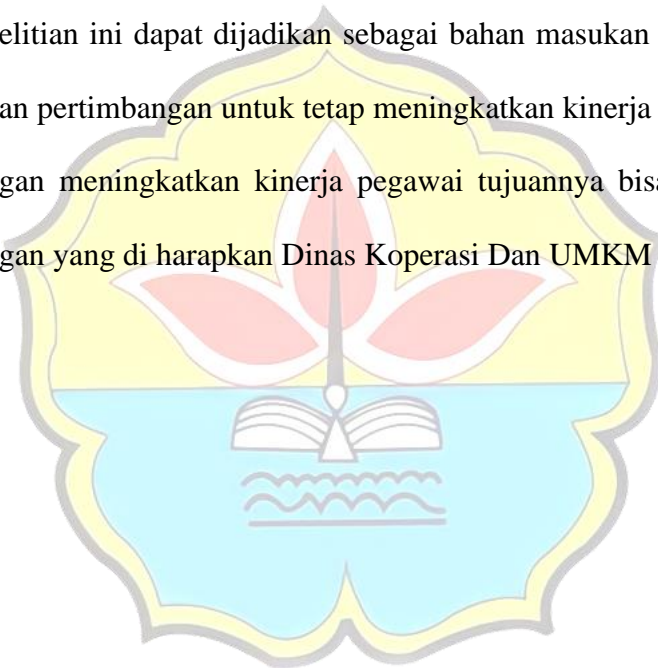 elitian ini dapat dijadikan sebagai bahan masukan
an pertimbangan untuk tetap meningkatkan kinerja
gan meningkatkan kinerja pegawai tujuannya bisa
gan yang di harapkan Dinas Koperasi Dan UMKM